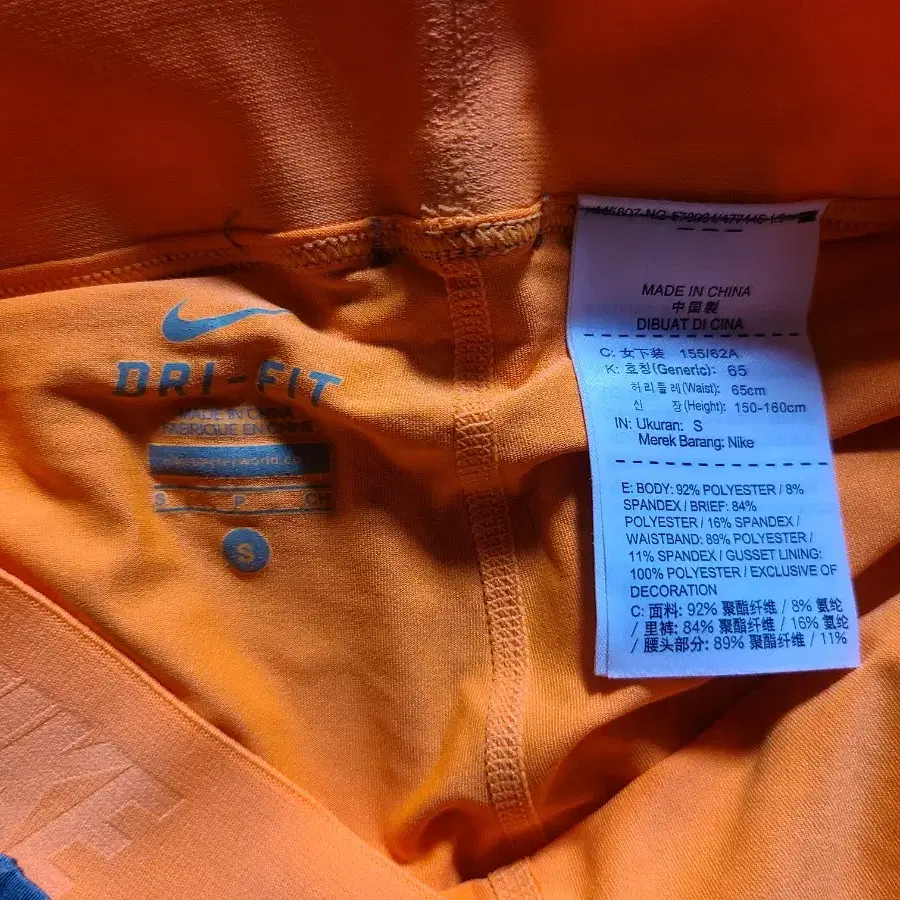 DRI-FIT
MADE IN CHINA
FABRIQUE EN CHINE
S P CH
S
MADE IN CHINA
中国製
DIBUAT DI CINA
C: 女下装 155/62A
K: 호칭(Generic): 65
허리둘레(Waist): 65cm
신 장(Height): 150-160cm
IN: Ukuran: S
Merek Barang: Nike
E: BODY: 92% POLYESTER / 8%
SPANDEX / BRIEF: 84%
POLYESTER / 16% SPANDEX /
WAISTBAND: 89% POLYESTER /
11% SPANDEX / GUSSET LINING:
100% POLYESTER / EXCLUSIVE OF
DECORATION
C: 面料: 92% 聚酯纤维 / 8% 氨纶
/ 里裤: 84% 聚酯纤维 / 16% 氨纶
/ 腰头部分: 89% 聚酯纤维 / 11%